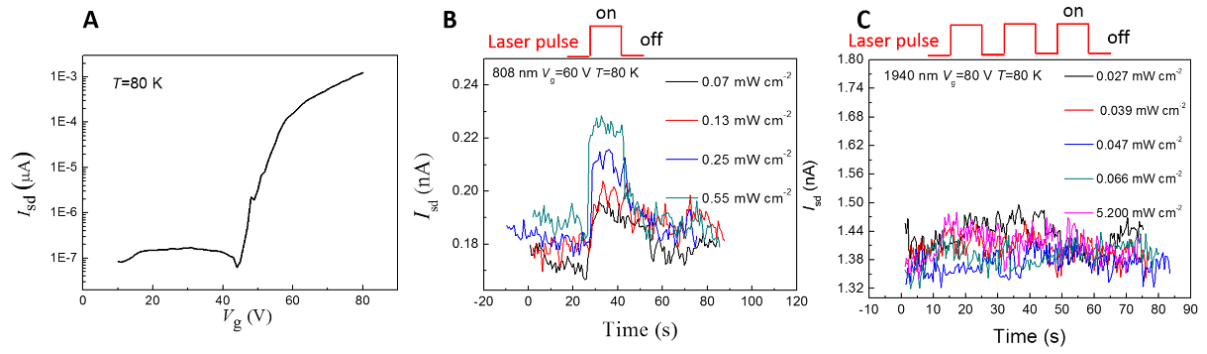 A
T=80 K
I_sd (μA)
1E-3
1E-4
1E-5
1E-6
1E-7
0 20 40 60 80
V_g (V)
B
on
Laser pulse
off
808 nm V_g=60 V T=80 K
0.07 mW cm⁻²
0.13 mW cm⁻²
0.25 mW cm⁻²
0.55 mW cm⁻²
I_sd (nA)
0.24
0.22
0.20
0.18
-20 0 20 40 60 80 100 120
Time (s)
C
on
Laser pulse
off
1940 nm V_g=80 V T=80 K
0.027 mW cm⁻²
0.039 mW cm⁻²
0.047 mW cm⁻²
0.066 mW cm⁻²
5.200 mW cm⁻²
I_sd (nA)
1.80
1.74
1.68
1.62
1.56
1.50
1.44
1.38
1.32
-10 0 10 20 30 40 50 60 70 80 90
Time (s)